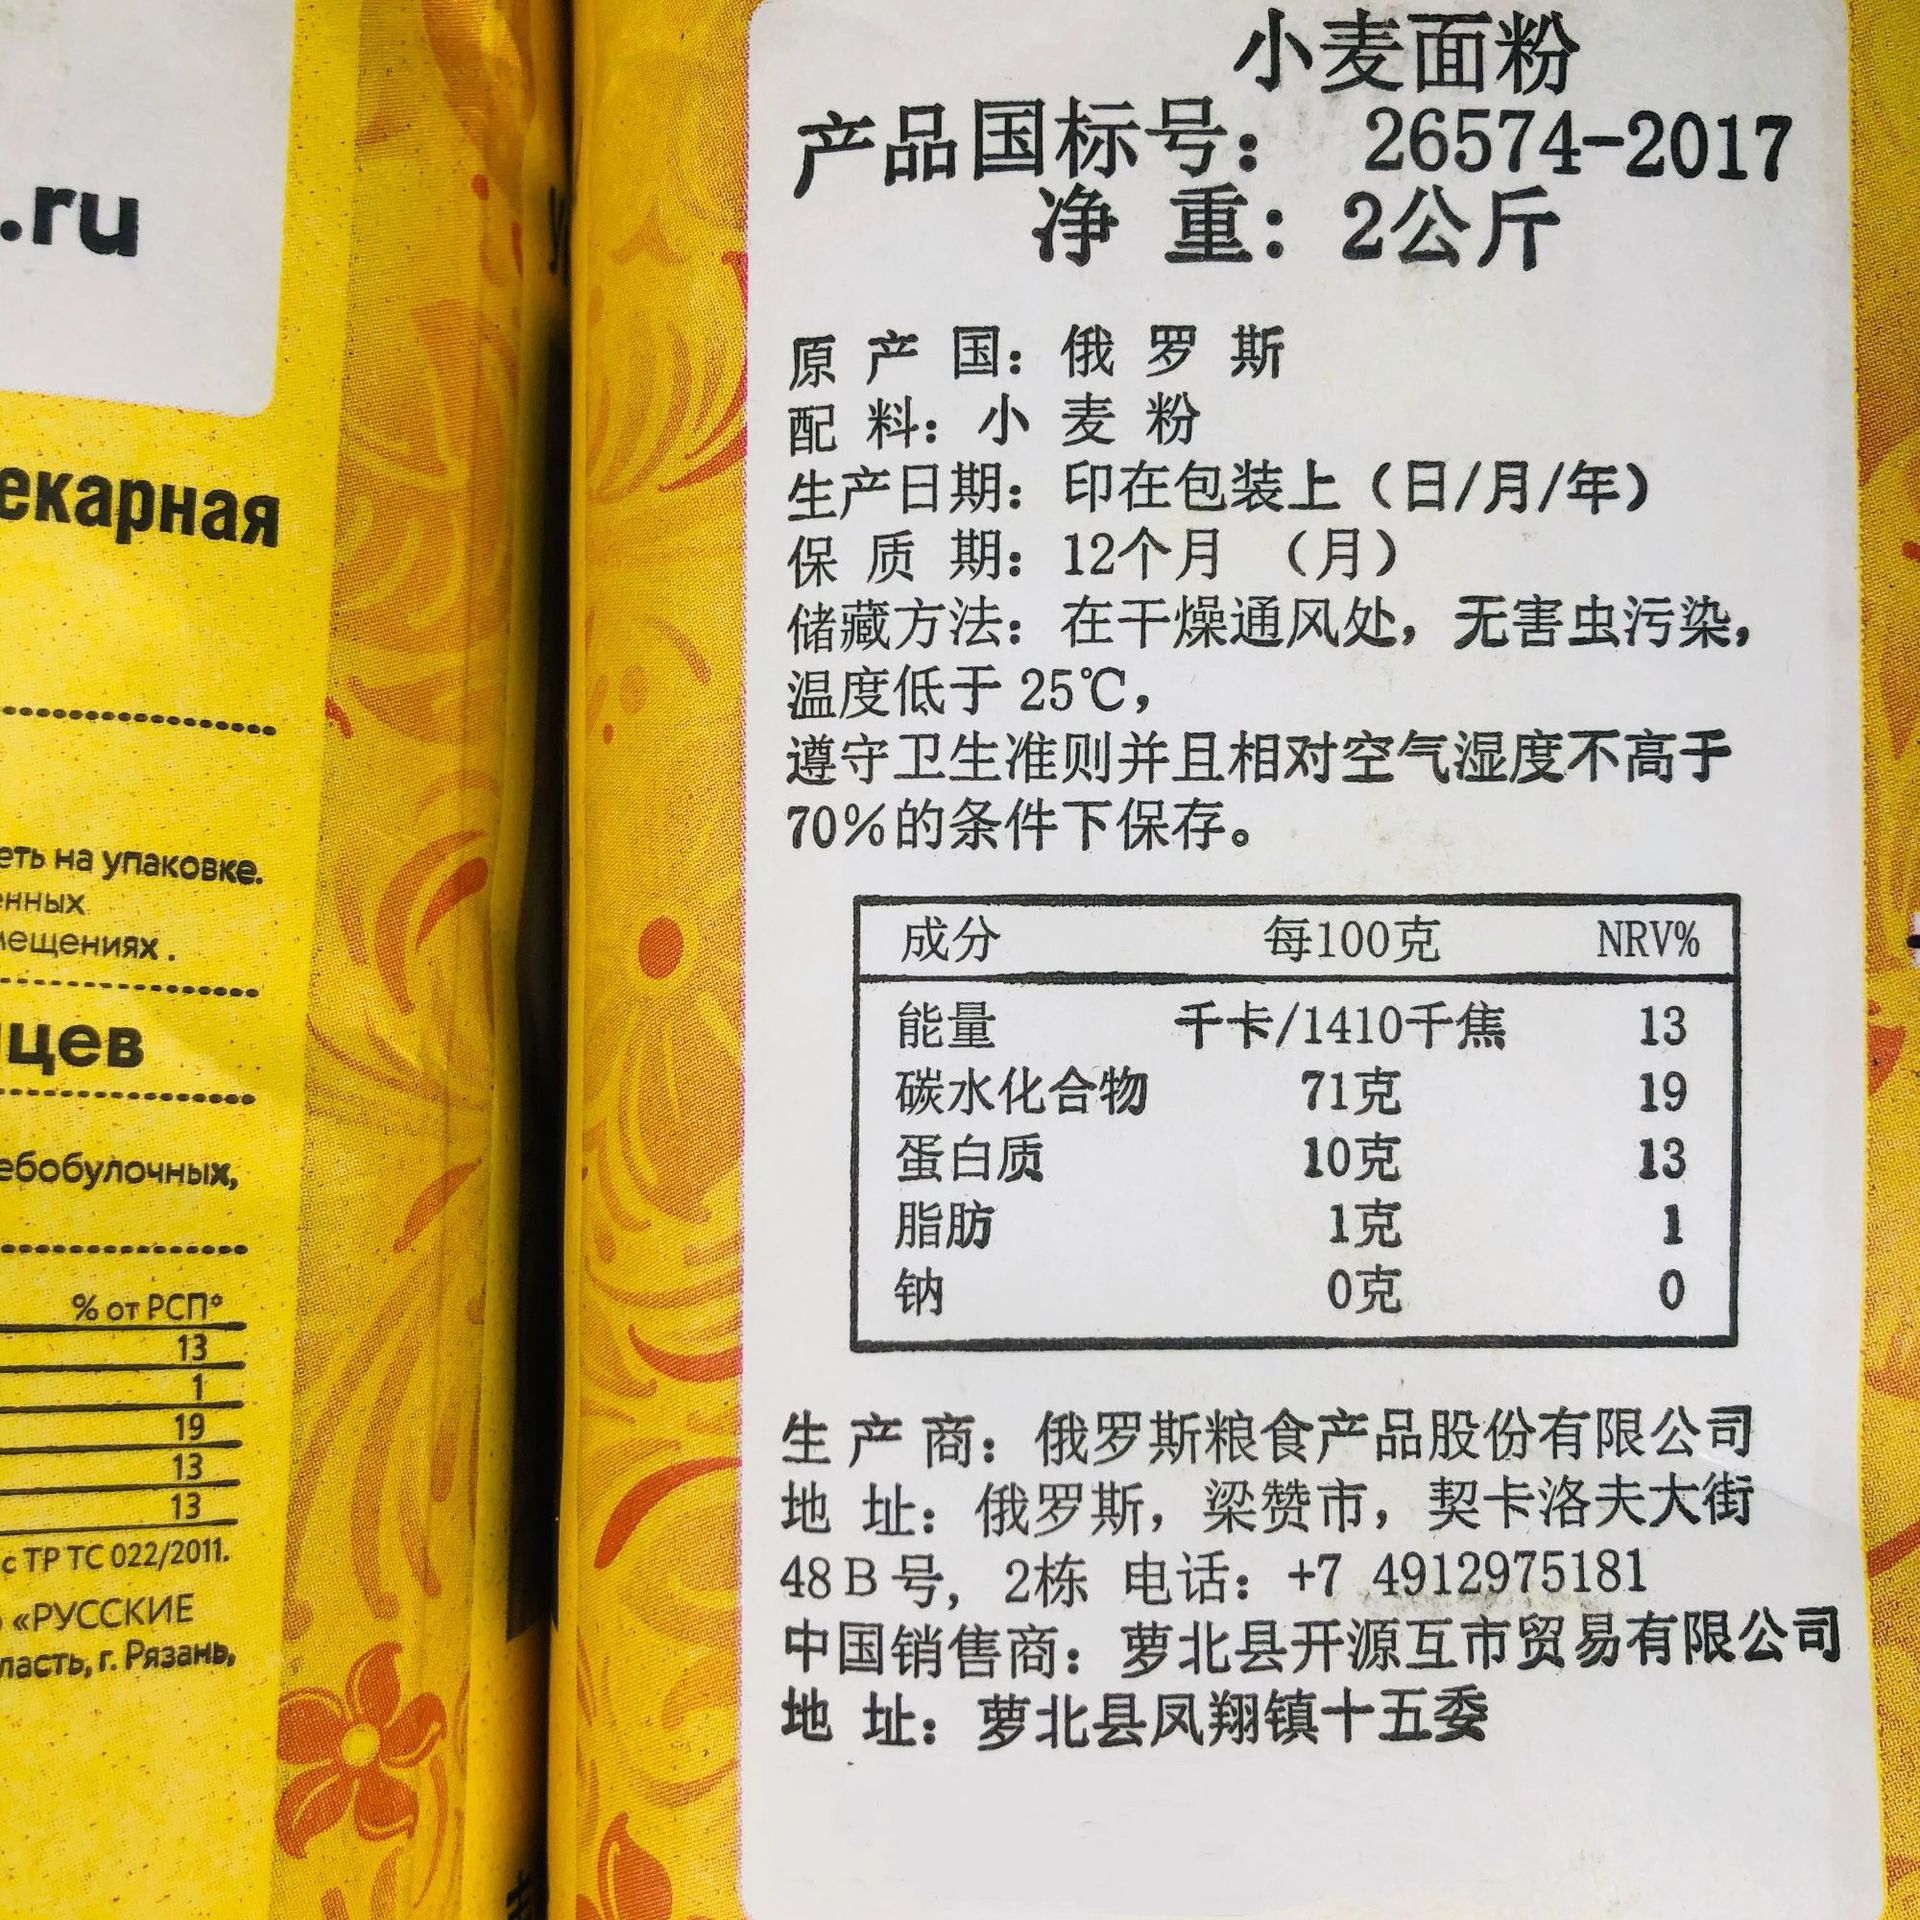 .ru
екарная
еть на упаковке.
енных
мещениях.
цев
ебобулочных,
% от РСП*
13
1
19
13
13
с ТР ТС 022/2011.
«РУССКИЕ
ласть, г. Рязань,
小麦面粉
产品国标号： 26574-2017
净 重：2公斤
原 产 国：俄 罗 斯
配 料：小 麦 粉
生产日期：印在包装上（日/月/年）
保 质 期：12个月 （月）
储藏方法：在干燥通风处，无害虫污染，
温度低于 25℃，
遵守卫生准则并且相对空气湿度不高于
70%的条件下保存。
成分 每100克 NRV%
能量 千卡/1410千焦 13
碳水化合物 71克 19
蛋白质 10克 13
脂肪 1克 1
钠 0克 0
生 产 商：俄罗斯粮食产品股份有限公司
地 址：俄罗斯，梁赞市，契卡洛夫大街
48B号，2栋 电话：+7 4912975181
中国销售商：萝北县开源互市贸易有限公司
地 址：萝北县凤翔镇十五委